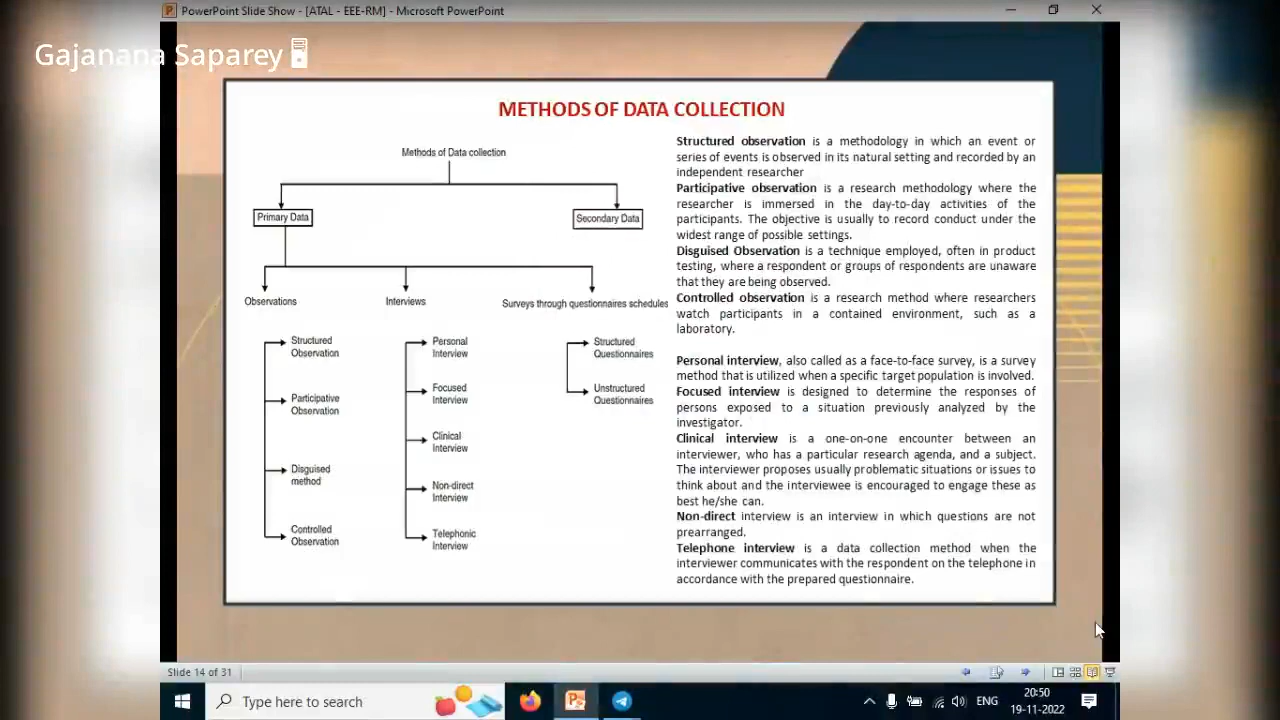 PowerPoint Slide Show - [ATAL - EEE-RM] - Microsoft PowerPoint
Gajanana Saparey
METHODS OF DATA COLLECTION
Methods of Data collection
Primary Data
Secondary Data
Observations
Interviews
Surveys through questionnaires schedules
Structured
Observation
Participative
Observation
Disguised
method
Controlled
Observation
Personal
Interview
Focused
Interview
Clinical
Interview
Non-direct
Interview
Telephonic
Interview
Structured
Questionnaires
Unstructured
Questionnaires
Structured observation is a methodology in which an event or
series of events is observed in its natural setting and recorded by an
independent researcher
Participative observation is a research methodology where the
researcher is immersed in the day-to-day activities of the
participants. The objective is usually to record conduct under the
widest range of possible settings.
Disguised Observation is a technique employed, often in product
testing, where a respondent or groups of respondents are unaware
that they are being observed.
Controlled observation is a research method where researchers
watch participants in a contained environment, such as a
laboratory.
Personal interview, also called as a face-to-face survey, is a survey
method that is utilized when a specific target population is involved.
Focused interview is designed to determine the responses of
persons exposed to a situation previously analyzed by the
investigator.
Clinical interview is a one-on-one encounter between an
interviewer, who has a particular research agenda, and a subject.
The interviewer proposes usually problematic situations or issues to
think about and the interviewee is encouraged to engage these as
best he/she can.
Non-direct interview is an interview in which questions are not
prearranged.
Telephone interview is a data collection method when the
interviewer communicates with the respondent on the telephone in
accordance with the prepared questionnaire.
Slide 14 of 31
Type here to search
ENG
20:50
19-11-2022